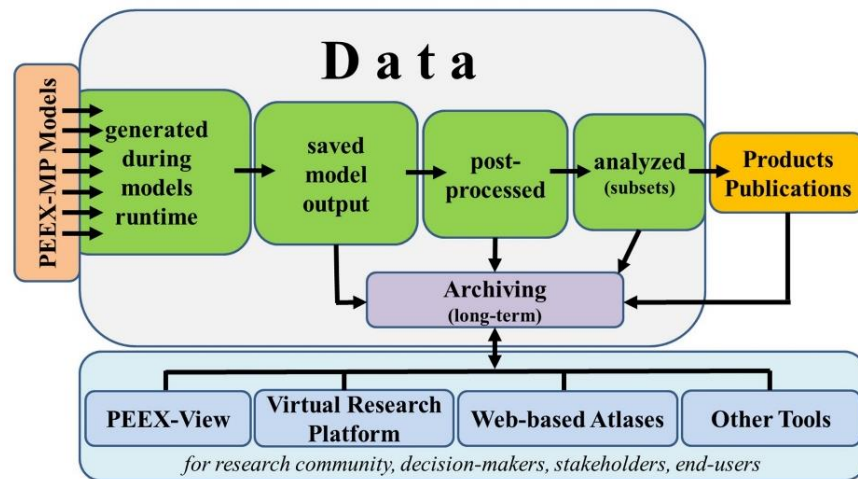 D a t a
PEEX-MP Models
generated
during
models
runtime
saved
model
output
post-
processed
analyzed
(subsets)
Products
Publications
Archiving
(long-term)
PEEX-View
Virtual Research
Platform
Web-based Atlases
Other Tools
for research community, decision-makers, stakeholders, end-users